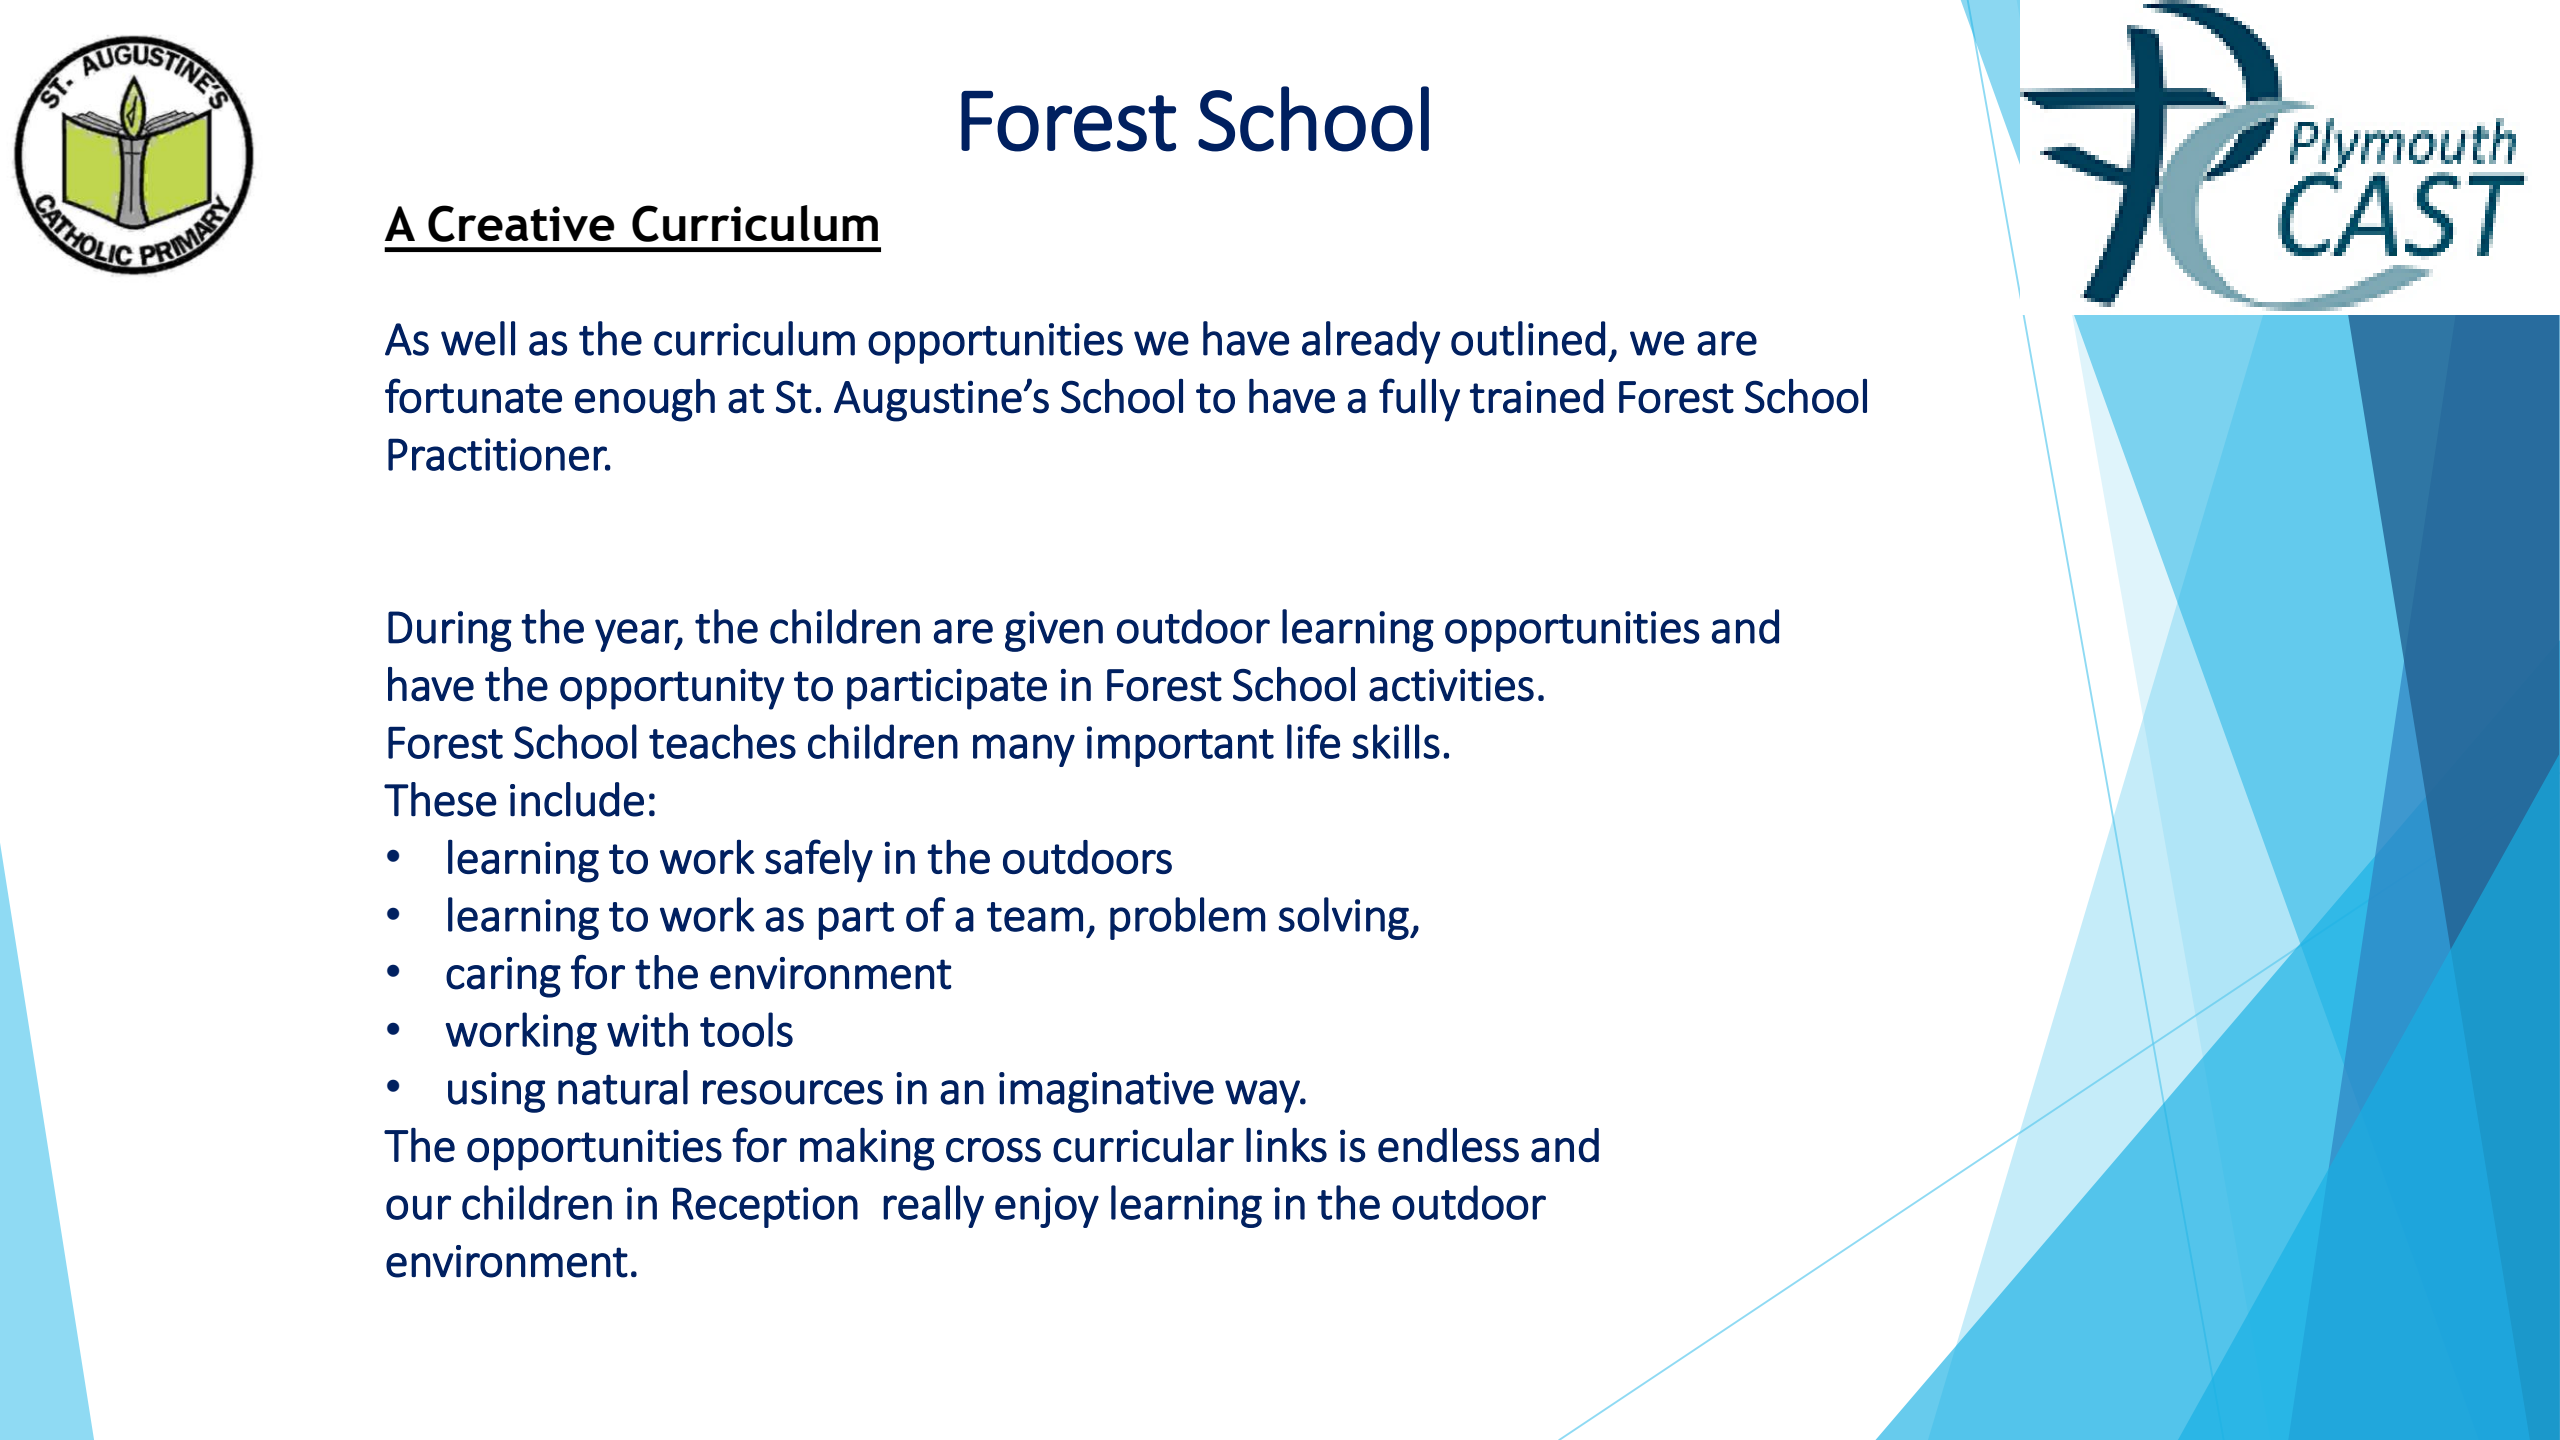 ST. AUGUSTINE'S
CATHOLIC PRIMARY
Forest School
Plymouth
CAST
A Creative Curriculum
As well as the curriculum opportunities we have already outlined, we are
fortunate enough at St. Augustine’s School to have a fully trained Forest School
Practitioner.
During the year, the children are given outdoor learning opportunities and
have the opportunity to participate in Forest School activities.
Forest School teaches children many important life skills.
These include:
• learning to work safely in the outdoors
• learning to work as part of a team, problem solving,
• caring for the environment
• working with tools
• using natural resources in an imaginative way.
The opportunities for making cross curricular links is endless and
our children in Reception  really enjoy learning in the outdoor
environment.